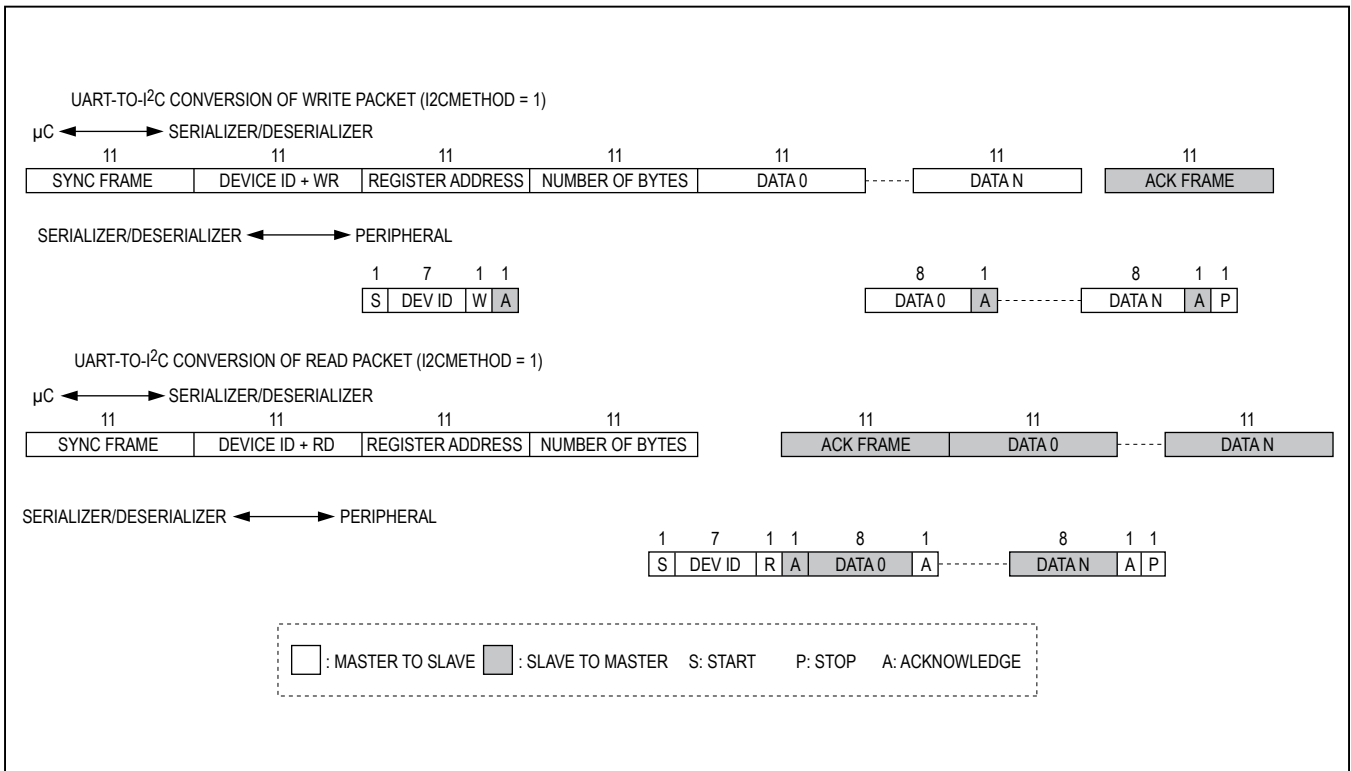 UART-TO-I2C CONVERSION OF WRITE PACKET (I2CMETHOD = 1)
µC SERIALIZER/DESERIALIZER
11 11 11 11 11 11 11
SYNC FRAME DEVICE ID + WR REGISTER ADDRESS NUMBER OF BYTES DATA 0 DATA N ACK FRAME
SERIALIZER/DESERIALIZER PERIPHERAL
1 7 1 1 8 1 8 1 1
S DEV ID W A DATA 0 A DATA N A P
UART-TO-I2C CONVERSION OF READ PACKET (I2CMETHOD = 1)
µC SERIALIZER/DESERIALIZER
11 11 11 11 11 11 11
SYNC FRAME DEVICE ID + RD REGISTER ADDRESS NUMBER OF BYTES ACK FRAME DATA 0 DATA N
SERIALIZER/DESERIALIZER PERIPHERAL
1 7 1 1 8 1 8 1 1
S DEV ID R A DATA 0 A DATA N A P
: MASTER TO SLAVE : SLAVE TO MASTER S: START P: STOP A: ACKNOWLEDGE